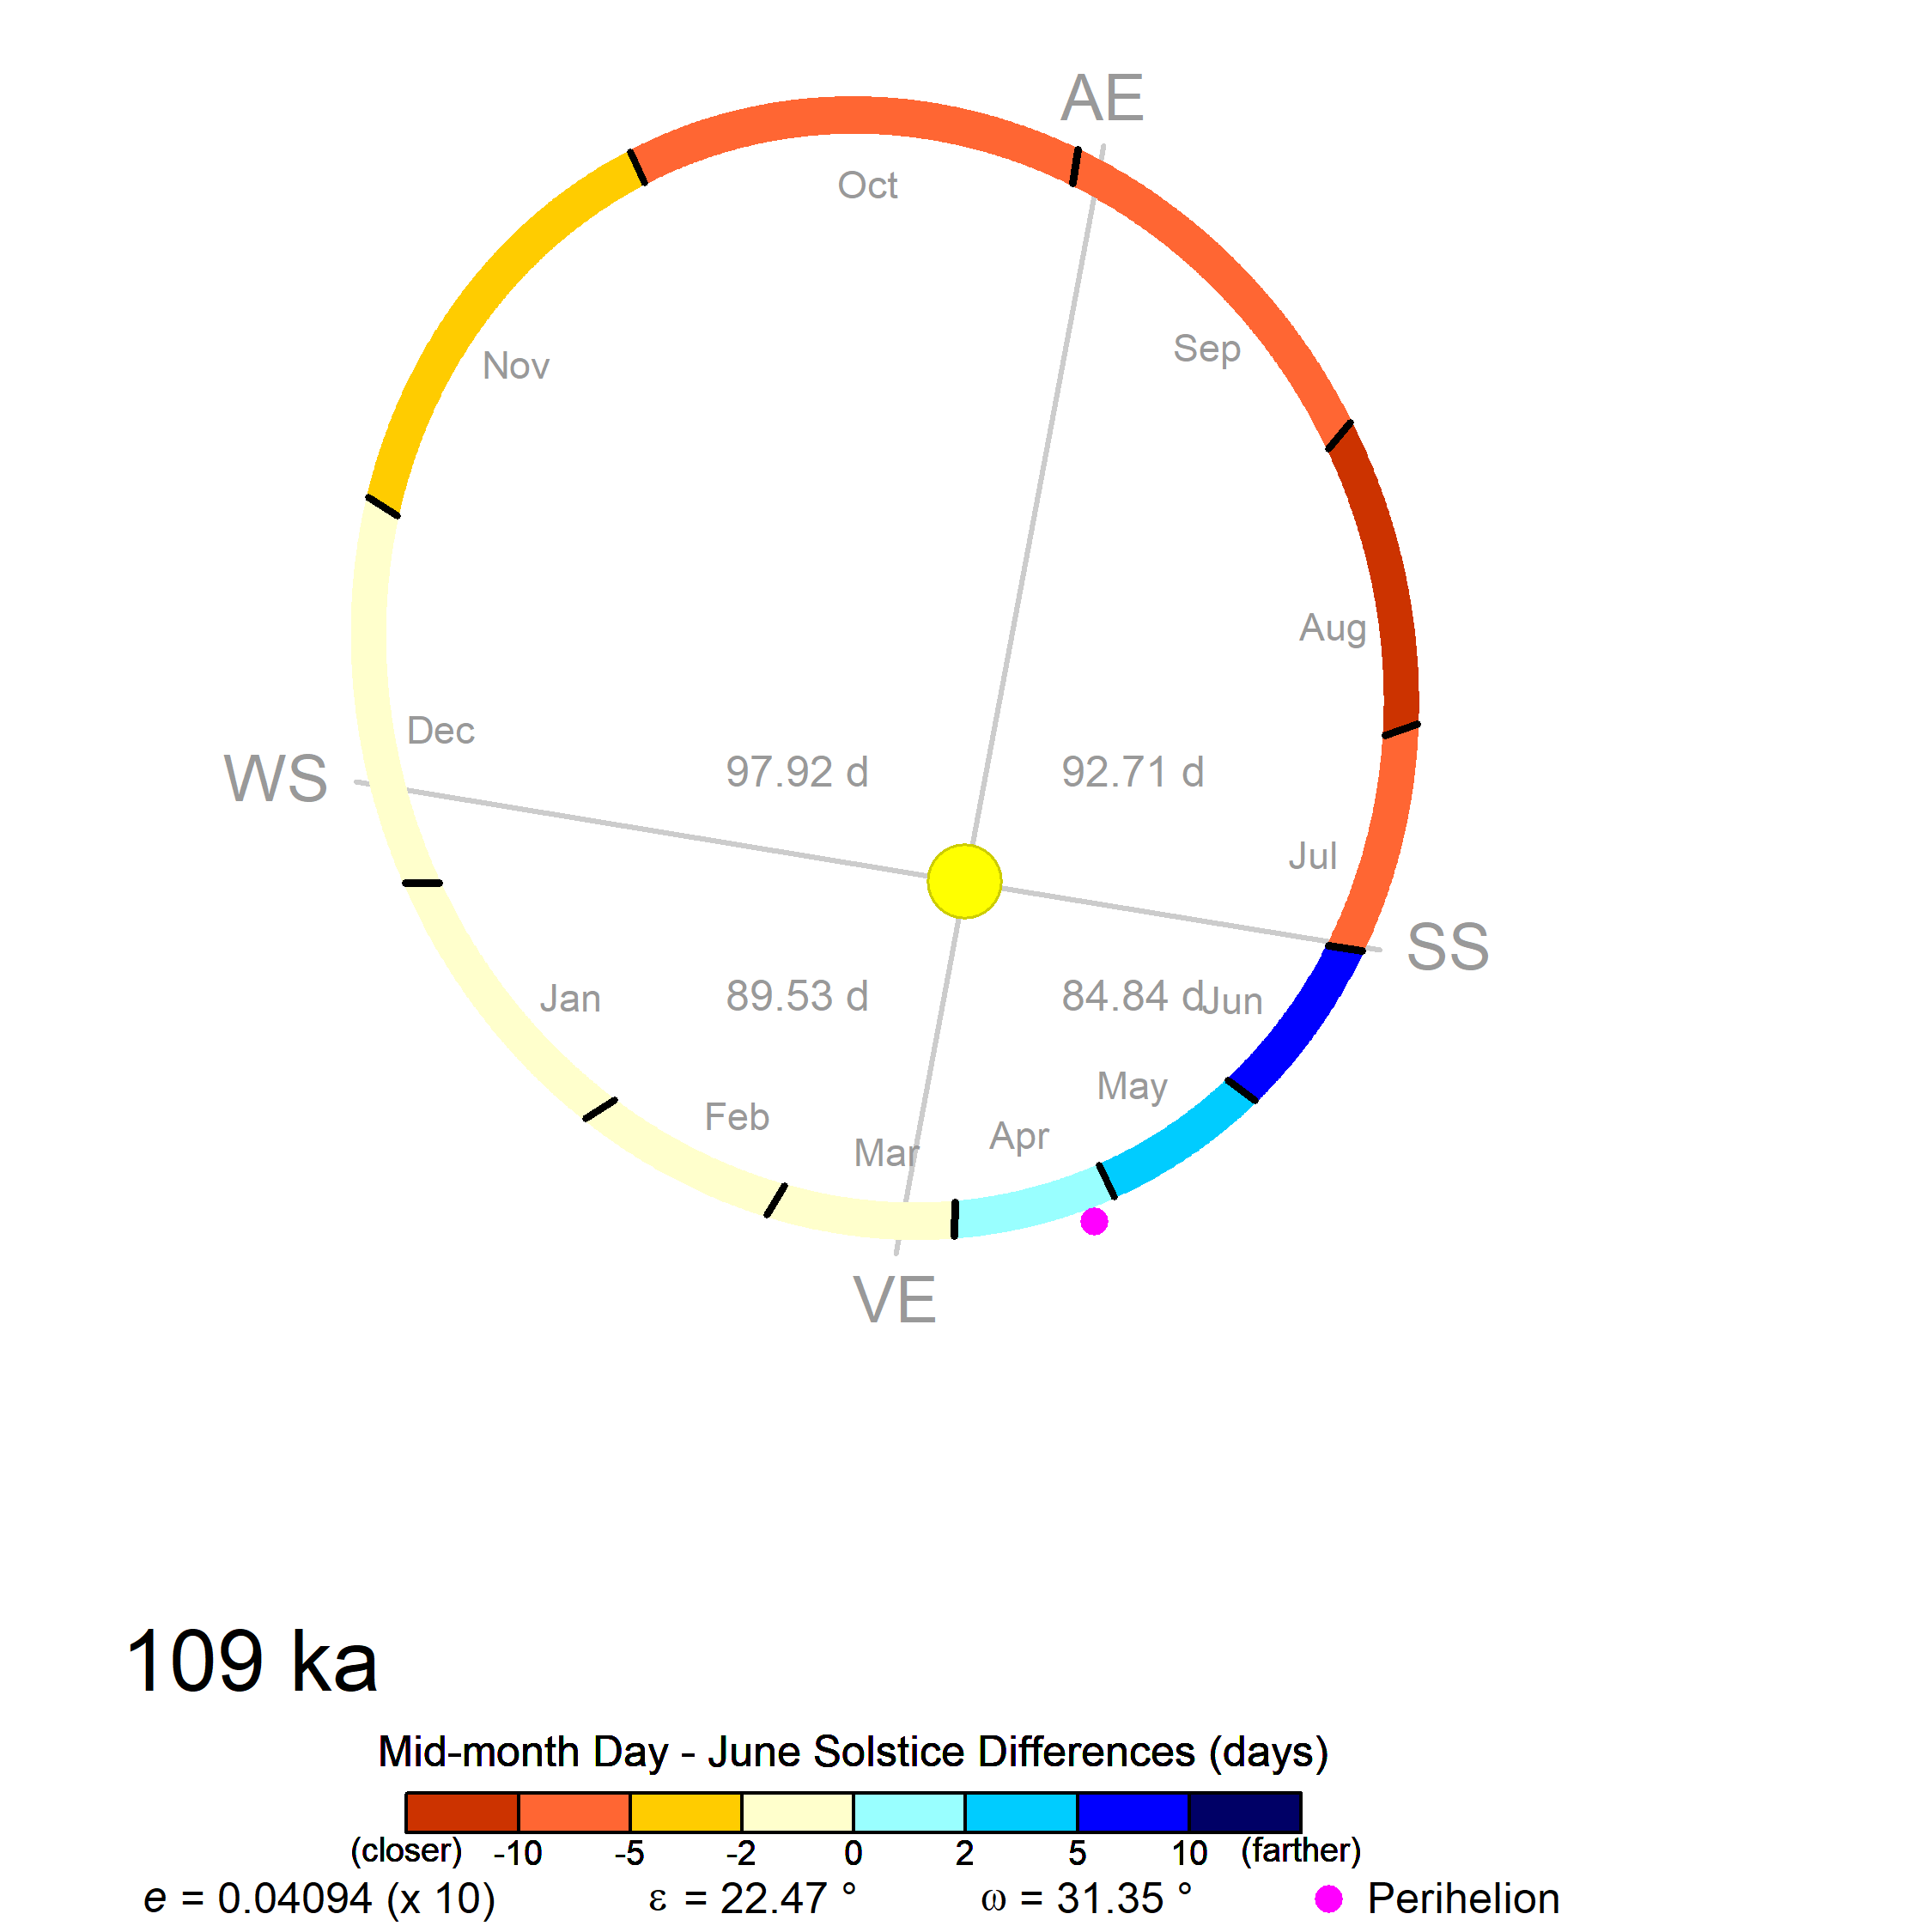 AE
Oct
Sep
Nov
Aug
Dec
WS
97.92 d
92.71 d
Jul
SS
Jan
89.53 d
84.84 d
Jun
May
Feb
Apr
Mar
VE
109 ka
Mid-month Day - June Solstice Differences (days)
(closer) -10 -5 -2 0 2 5 10 (farther)
e = 0.04094 (x 10) ε = 22.47 ° ω = 31.35 ° Perihelion